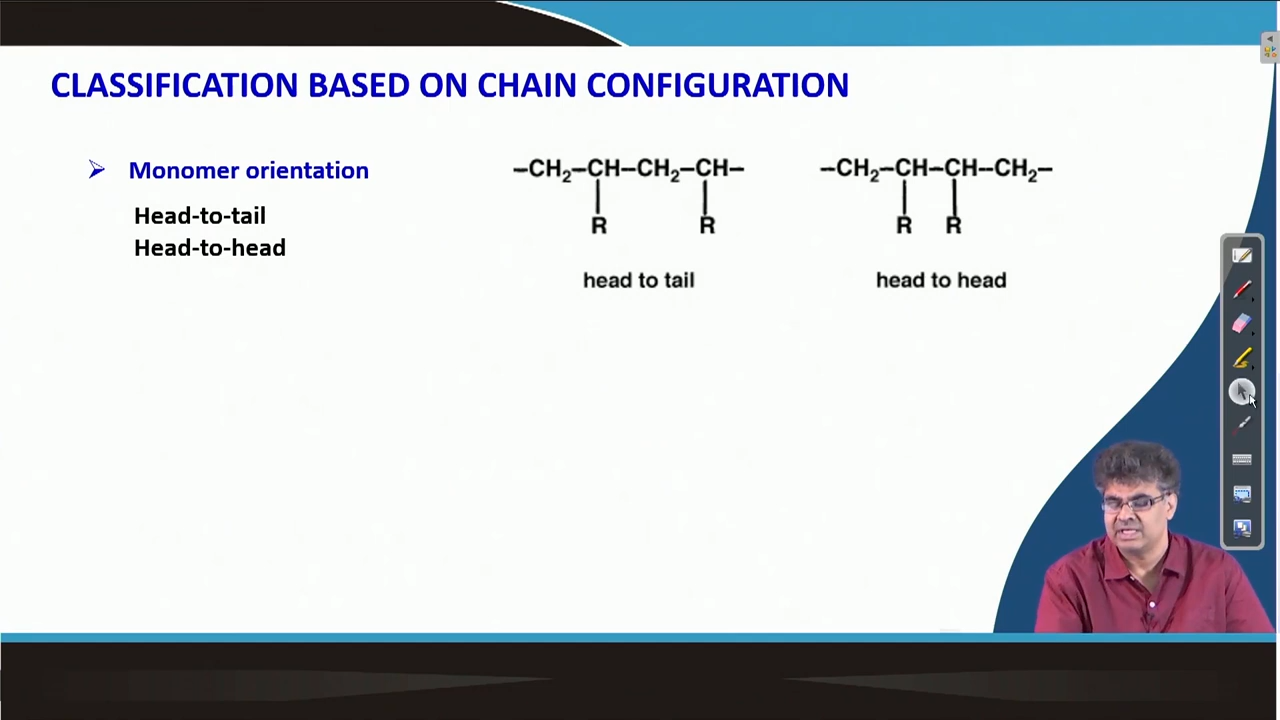 CLASSIFICATION BASED ON CHAIN CONFIGURATION
➢ Monomer orientation
Head-to-tail
Head-to-head
–CH₂–CH–CH₂–CH–
R R
head to tail
–CH₂–CH–CH–CH₂–
R R
head to head